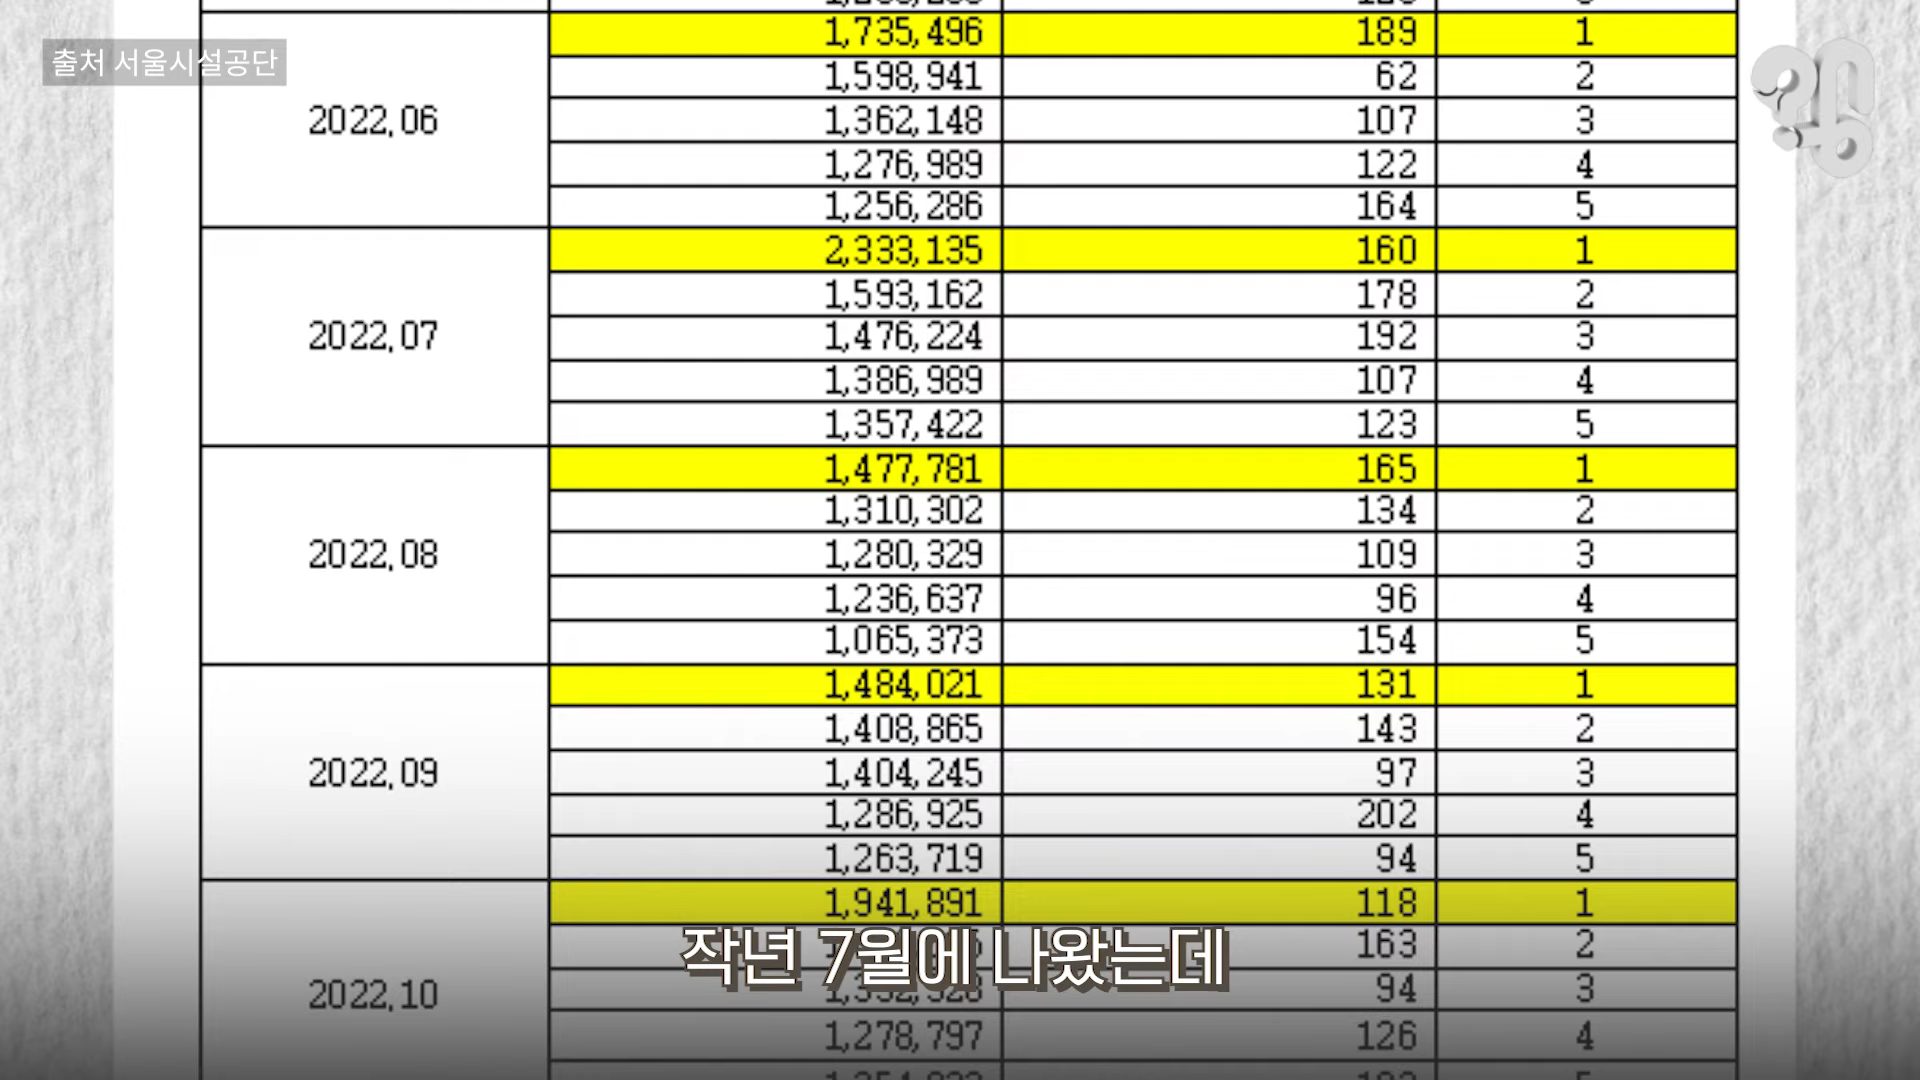 출처 서울시설공단
1,735,496 189 1
1,598,941 62 2
2022.06 1,362,148 107 3
1,276,989 122 4
1,256,286 164 5
2,333,135 160 1
1,593,162 178 2
2022.07 1,476,224 192 3
1,386,989 107 4
1,357,422 123 5
1,477,781 165 1
1,310,302 134 2
2022.08 1,280,329 109 3
1,236,637 96 4
1,065,373 154 5
1,484,021 131 1
1,408,865 143 2
2022.09 1,404,245 97 3
1,286,925 202 4
1,263,719 94 5
1,941,891 118 1
163 2
2022.10 94 3
1,278,797 126 4
작년 7월에 나왔는데